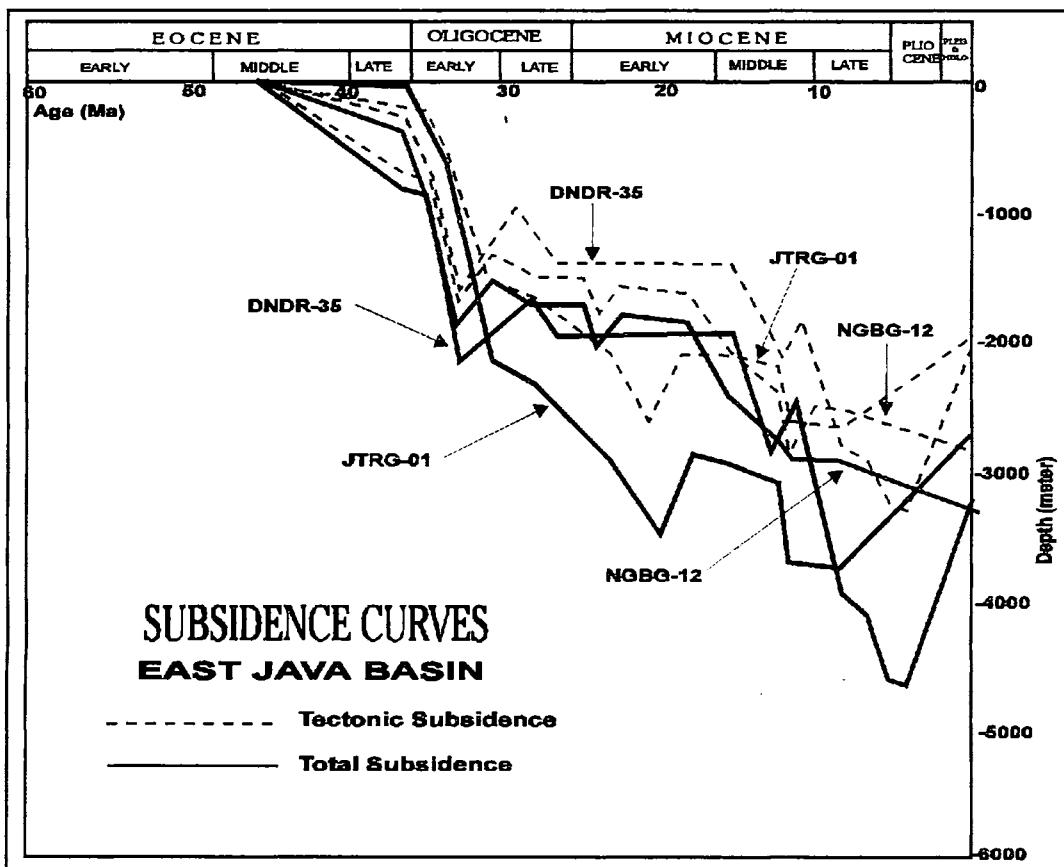 EOCENE OLIGOCENE MIOCENE PLIO CENE
EARLY MIDDLE LATE EARLY LATE EARLY MIDDLE LATE
60 50 40 30 20 10 0
Age (Ma)
-1000
DNDR-35
JTRG-01
DNDR-35
NGBG-12
-2000
JTRG-01
-3000
NGBG-12
Depth (meter)
-4000
SUBSIDENCE CURVES
EAST JAVA BASIN
Tectonic Subsidence
-5000
Total Subsidence
-6000